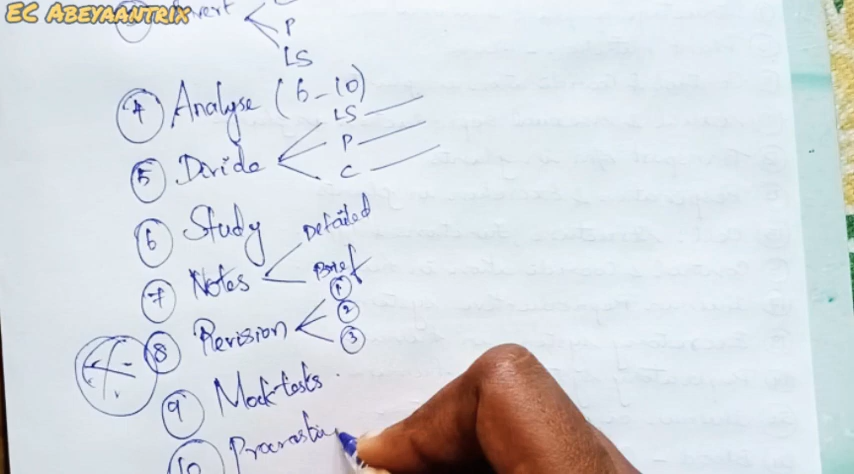 EC ABEYAANTRIX
P
LS
④ Analyse (6-10)
⑤ Divide LS
P
C
⑥ Study
⑦ Notes Detailed
Brief
⑧ Revision ①
②
③
⑨ Mock tests
⑩